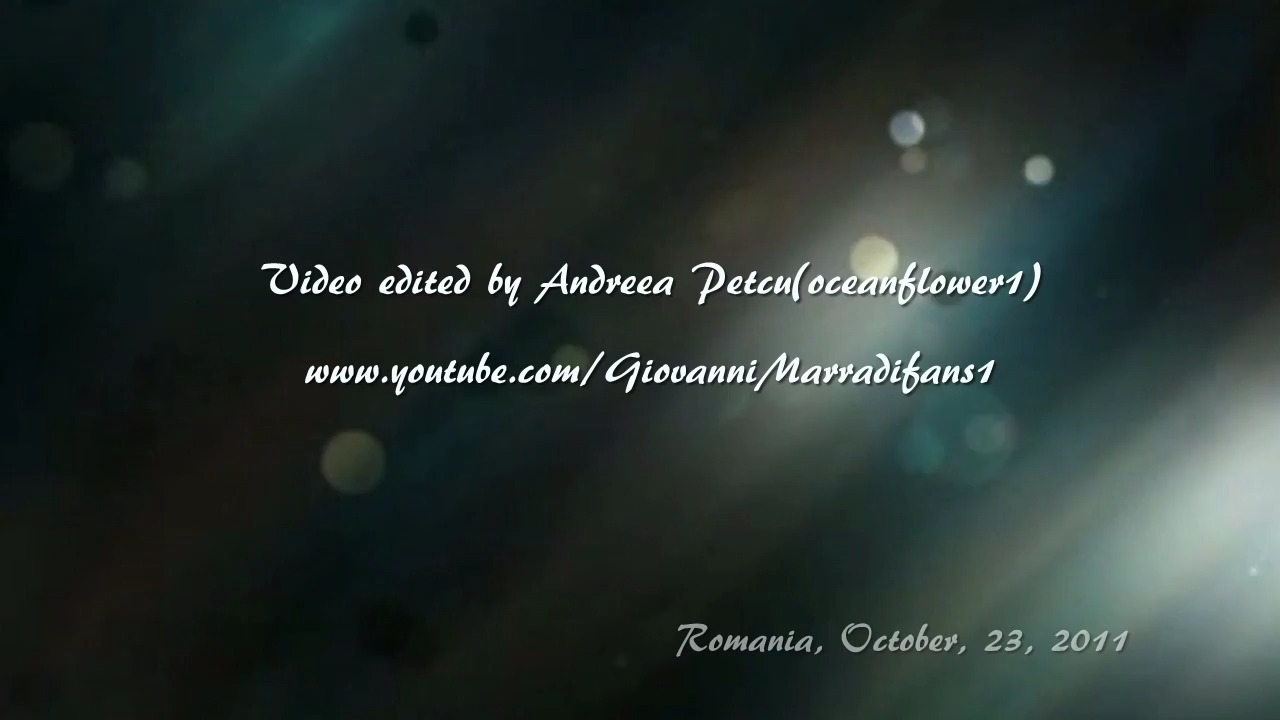 Video edited by Andreea Petcu(oceanflower1)
www.youtube.com/GiovanniMarradifans1
Romania, October, 23, 2011